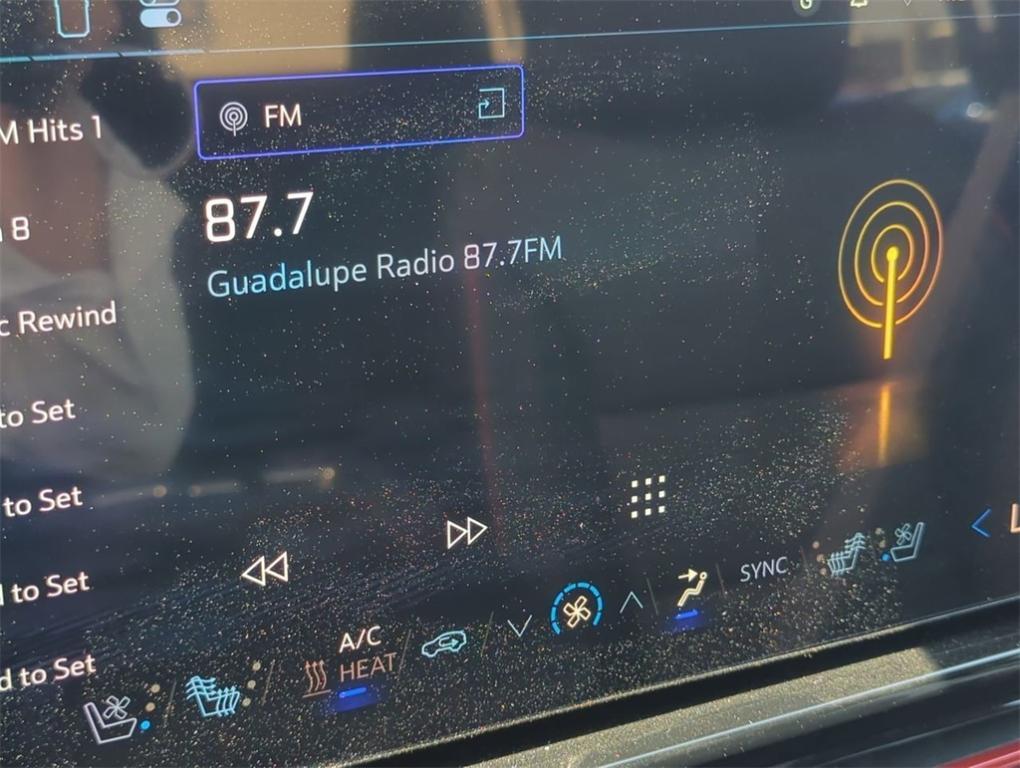 M Hits 1
FM
8
87.7
Guadalupe Radio 87.7FM
c Rewind
to Set
to Set
to Set
d to Set
A/C
HEAT
SYNC